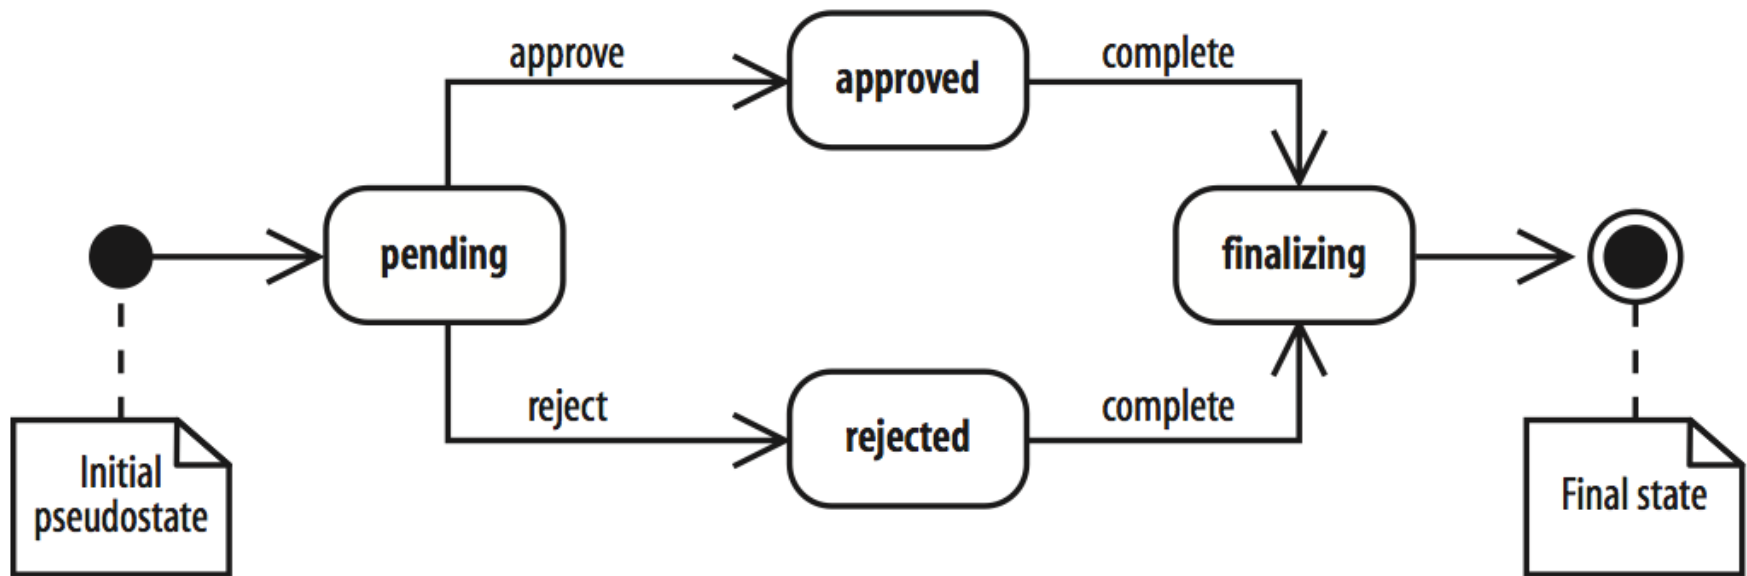 approve
approved
complete
pending
finalizing
reject
rejected
complete
Initial
pseudostate
Final state